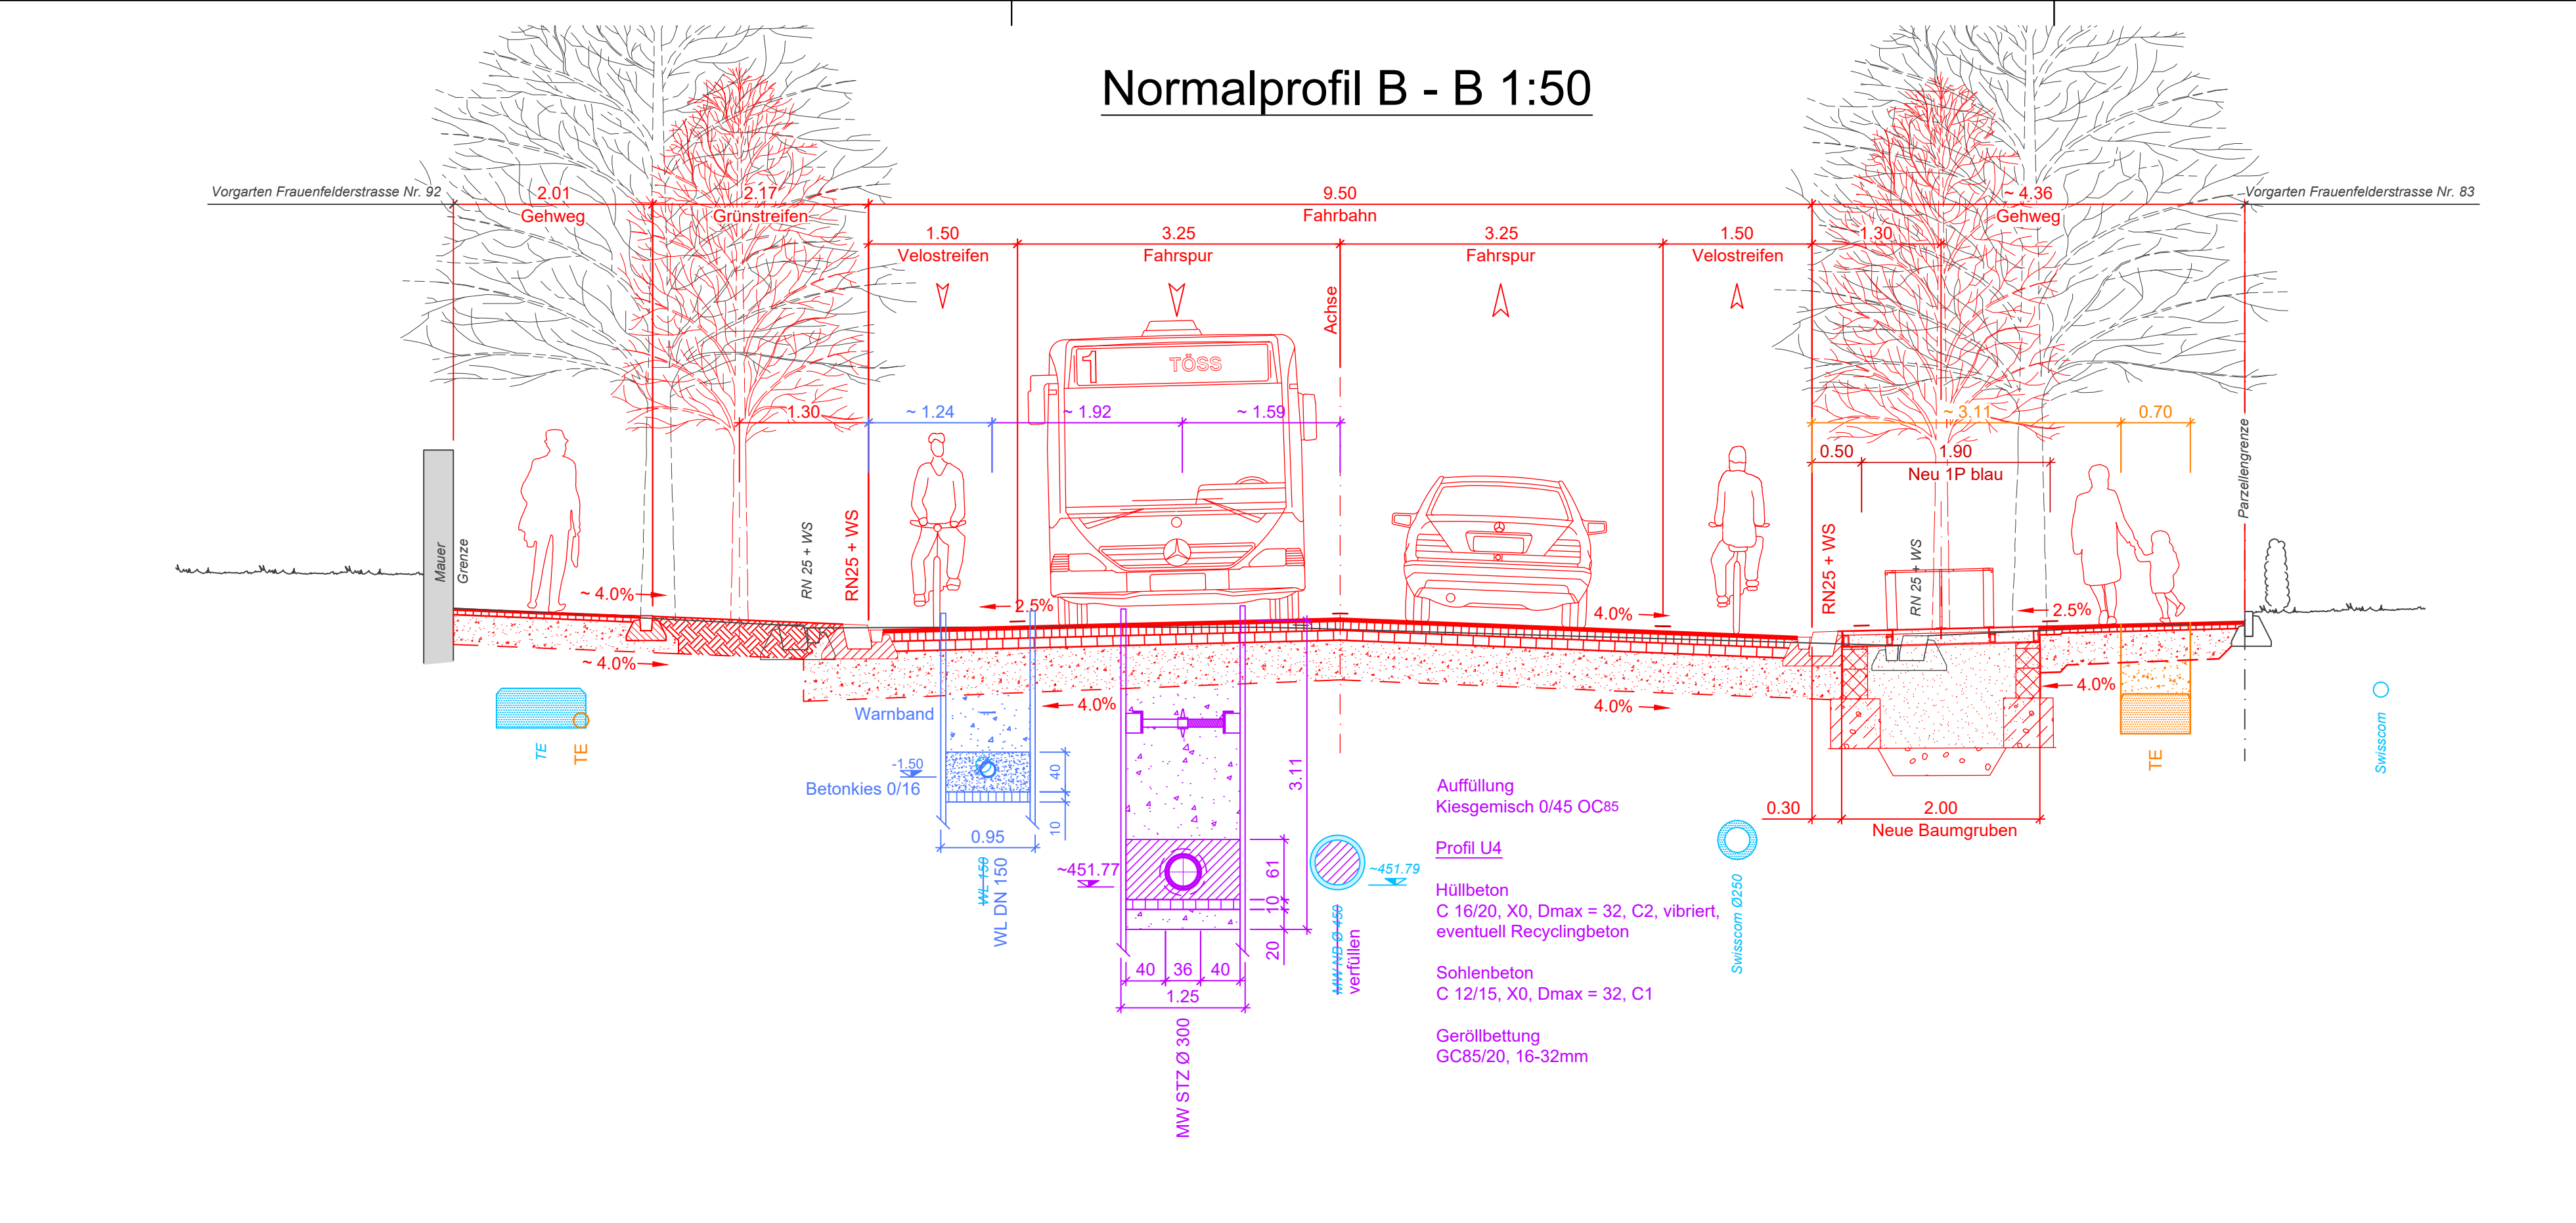 Normalprofil B - B 1:50
Vorgarten Frauenfelderstrasse Nr. 92
2.01
Gehweg
2.17
Grünstreifen
9.50
Fahrbahn
~ 4.36
Gehweg
Vorgarten Frauenfelderstrasse Nr. 83
1.50
Velostreifen
3.25
Fahrspur
3.25
Fahrspur
1.50
Velostreifen
1.30
Achse
1
TÖSS
1.30
~ 1.24
~ 1.92
~ 1.59
~ 3.11
0.70
0.50
1.90
Neu 1P blau
Mauer
Grenze
RN 25 + WS
RN25 + WS
RN25 + WS
RN 25 + WS
Parzellengrenze
~ 4.0%
2.5%
4.0%
2.5%
~ 4.0%
4.0%
4.0%
4.0%
TE
TE
Warnband
-1.50
Betonkies 0/16
40
10
0.95
WL 150
WL DN 150
3.11
~451.77
61
10
20
40
36
40
1.25
MW STZ Ø 300
~451.79
MW NB Ø 450
verfüllen
Auffüllung
Kiesgemisch 0/45 OC85
Profil U4
Hüllbeton
C 16/20, X0, Dmax = 32, C2, vibriert,
eventuell Recyclingbeton
Sohlenbeton
C 12/15, X0, Dmax = 32, C1
Geröllbettung
GC85/20, 16-32mm
Swisscom Ø250
0.30
2.00
Neue Baumgruben
TE
Swisscom